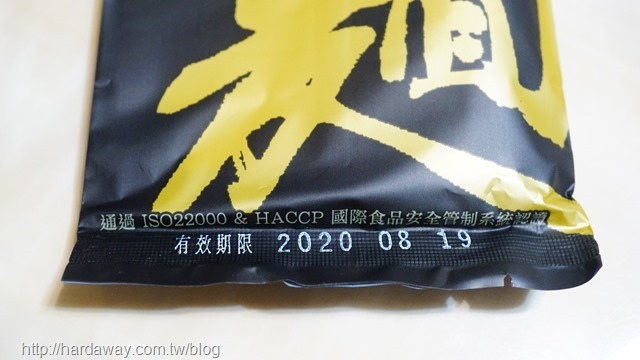 麵
通過 ISO22000 & HACCP 國際食品安全管制系統認證
有效期限 2020 08 19
http://hardaway.com.tw/blog